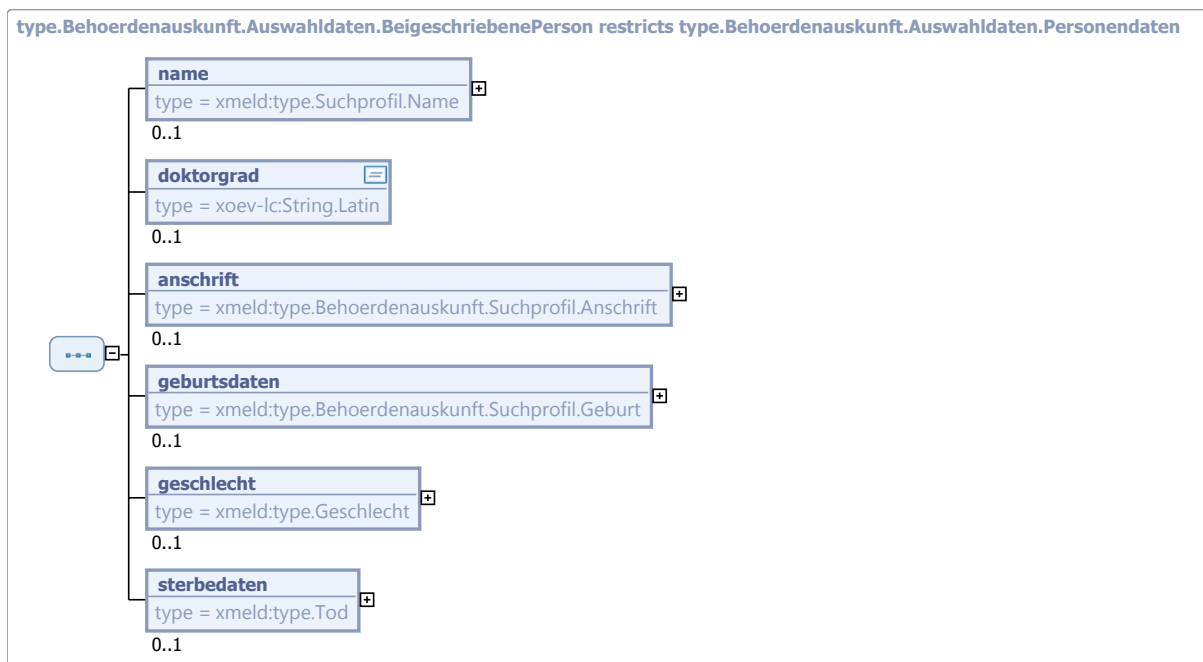 type.Behoerdenauskunft.Auswahldaten.BeigeschriebenePerson restricts type.Behoerdenauskunft.Auswahldaten.Personendaten
name
type = xmeld:type.Suchprofil.Name
0..1
doktorgrad
type = xoev-lc:String.Latin
0..1
anschrift
type = xmeld:type.Behoerdenauskunft.Suchprofil.Anschrift
0..1
geburtsdaten
type = xmeld:type.Behoerdenauskunft.Suchprofil.Geburt
0..1
geschlecht
type = xmeld:type.Geschlecht
0..1
sterbedaten
type = xmeld:type.Tod
0..1